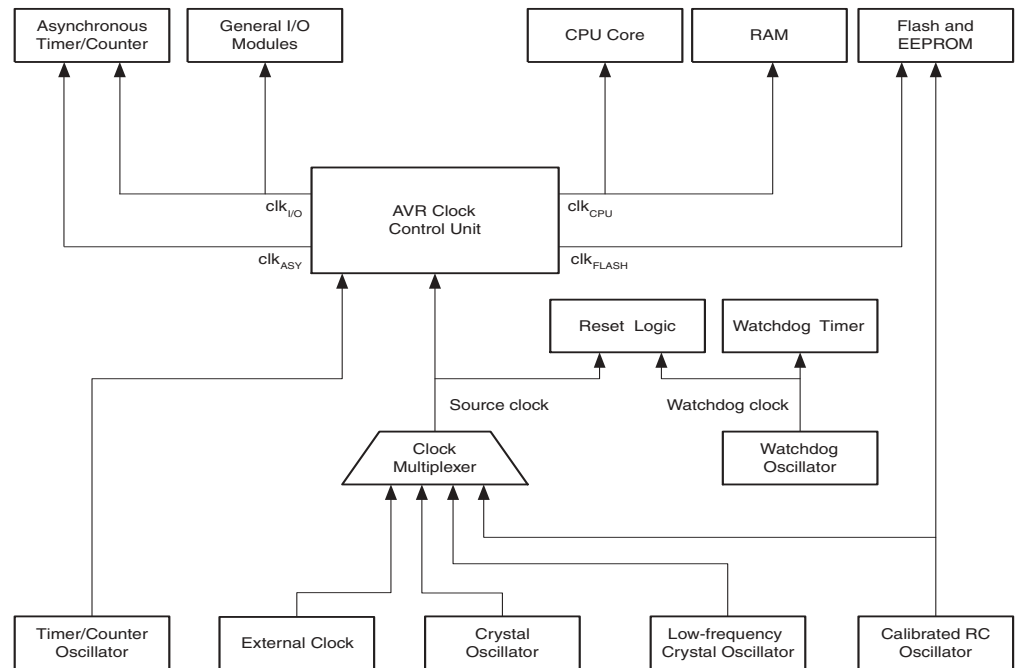 Asynchronous
Timer/Counter
General I/O
Modules
CPU Core
RAM
Flash and
EEPROM
clkI/O
AVR Clock
Control Unit
clkCPU
clkASY
clkFLASH
Reset Logic
Watchdog Timer
Source clock
Watchdog clock
Clock
Multiplexer
Watchdog
Oscillator
Timer/Counter
Oscillator
External Clock
Crystal
Oscillator
Low-frequency
Crystal Oscillator
Calibrated RC
Oscillator